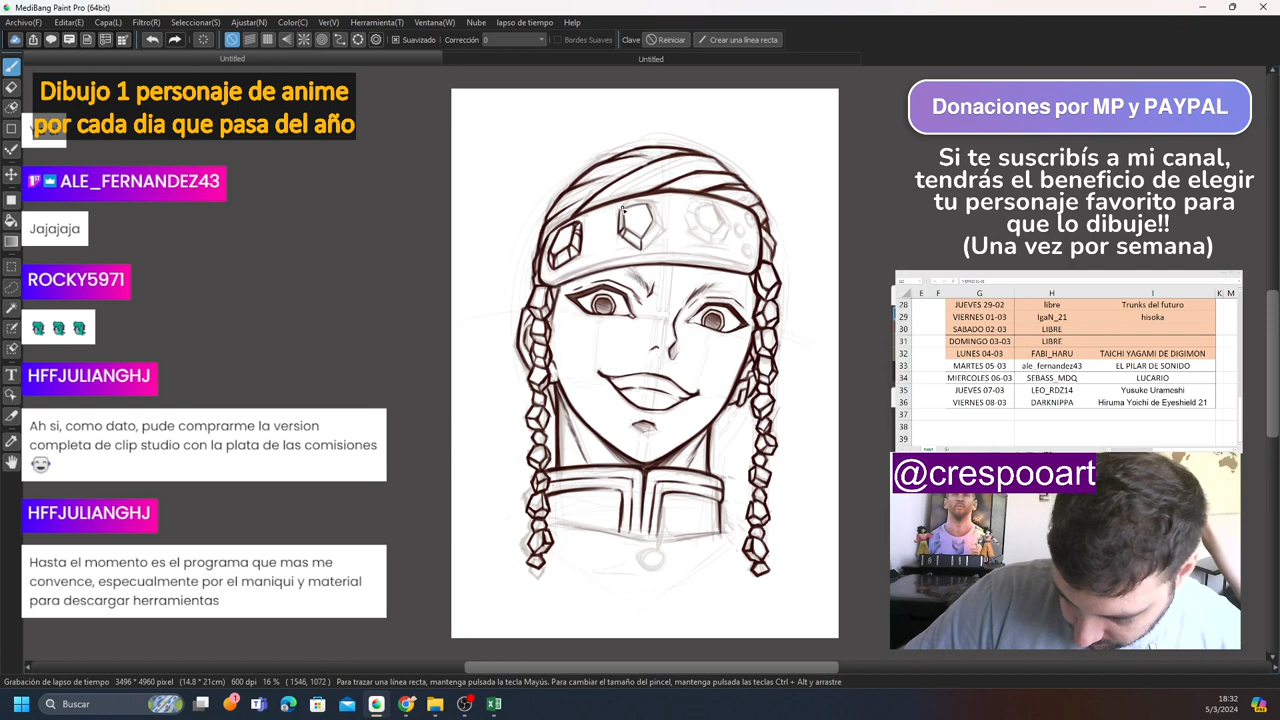 MediBang Paint Pro (64bit)
Archivo(F) Editar(E) Capa(L) Filtro(R) Seleccionar(S) Ajustar(N) Color(C) Ver(V) Herramienta(T) Ventana(W) Nube lapso de tiempo Help
Suavizado Corrección 0 Bordes Suaves Clave Reiniciar Crear una línea recta
Untitled
Untitled
Dibujo 1 personaje de anime
por cada dia que pasa del año
ALE_FERNANDEZ43
Jajajaja
ROCKY5971
HFFJULIANGHJ
Ah si, como dato, pude comprarme la version
completa de clip studio con la plata de las comisiones
HFFJULIANGHJ
Hasta el momento es el programa que mas me
convence, especualmente por el maniqui y material
para descargar herramientas
Donaciones por MP y PAYPAL
Si te suscribís a mi canal,
tendrás el beneficio de elegir
tu personaje favorito para
que lo dibuje!!
(Una vez por semana)
E F G H I K M
28 JUEVES 29-02 libre Trunks del futuro
29 VIERNES 01-03 IgaN_21 hisoka
30 SABADO 02-03 LIBRE
31 DOMINGO 03-03 LIBRE
32 LUNES 04-03 FABI_HARU TAICHI YAGAMI DE DIGIMON
33 MARTES 05-03 ale_fernandez43 EL PILAR DE SONIDO
34 MIERCOLES 06-03 SEBASS_MDQ LUCARIO
35 JUEVES 07-03 LEO_RDZ14 Yusuke Urameshi
36 VIERNES 08-03 DARKNIPPA Hiruma Yoichi de Eyeshield 21
37
38
39
@crespooart
Grabación de lapso de tiempo 3496 * 4960 pixel (14.8 * 21cm) 600 dpi 16 % ( 1546, 1072 ) Para trazar una línea recta, mantenga pulsada la tecla Mayús. Para cambiar el tamaño del pincel, mantenga pulsadas las teclas Ctrl + Alt y arrastre
Buscar
1
18:32
5/3/2024